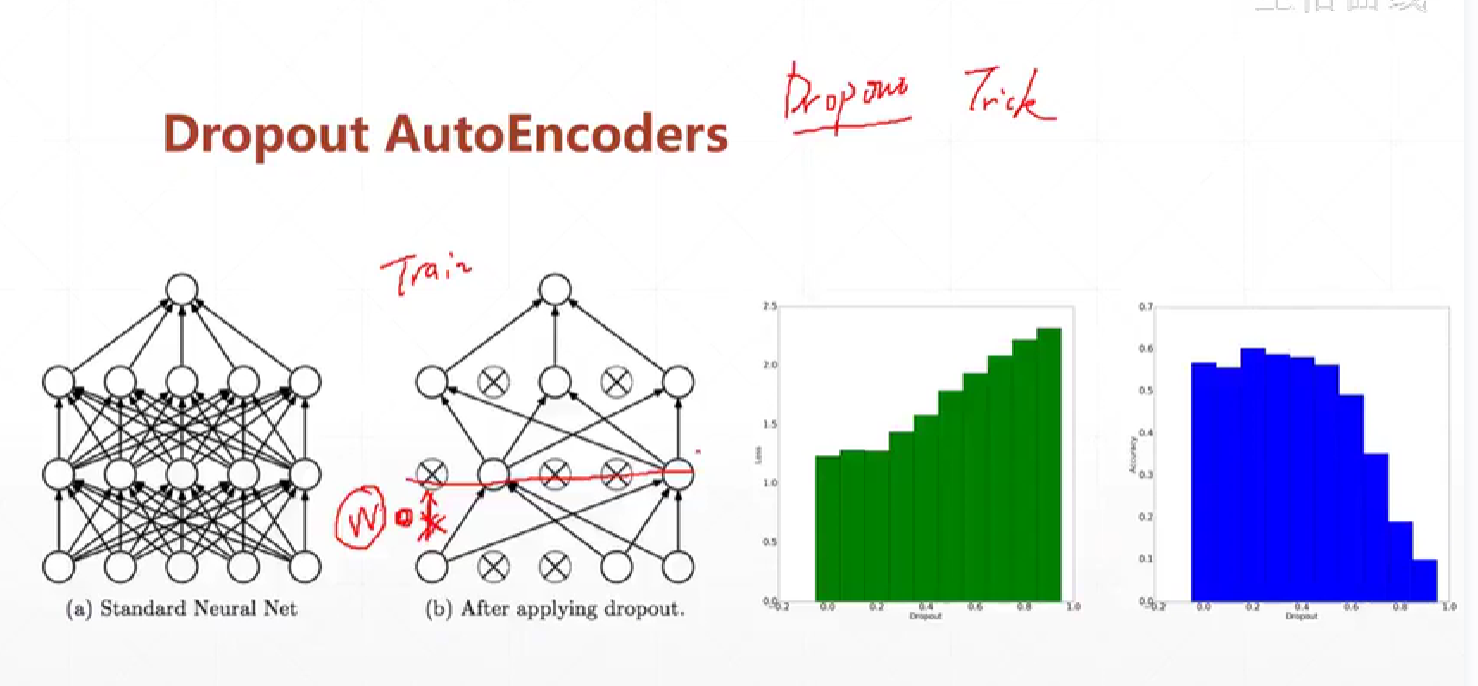 Dropout AutoEncoders
Trick
Train
W
(a) Standard Neural Net
(b) After applying dropout.
2.5
2.0
1.5
1.0
0.5
0.0
Loss
-0.2 0.0 0.2 0.4 0.6 0.8 1.0
Dropout
0.7
0.6
0.5
0.4
0.3
0.2
0.1
0.0
Accuracy
-0.2 0.0 0.2 0.4 0.6 0.8 1.0
Dropout